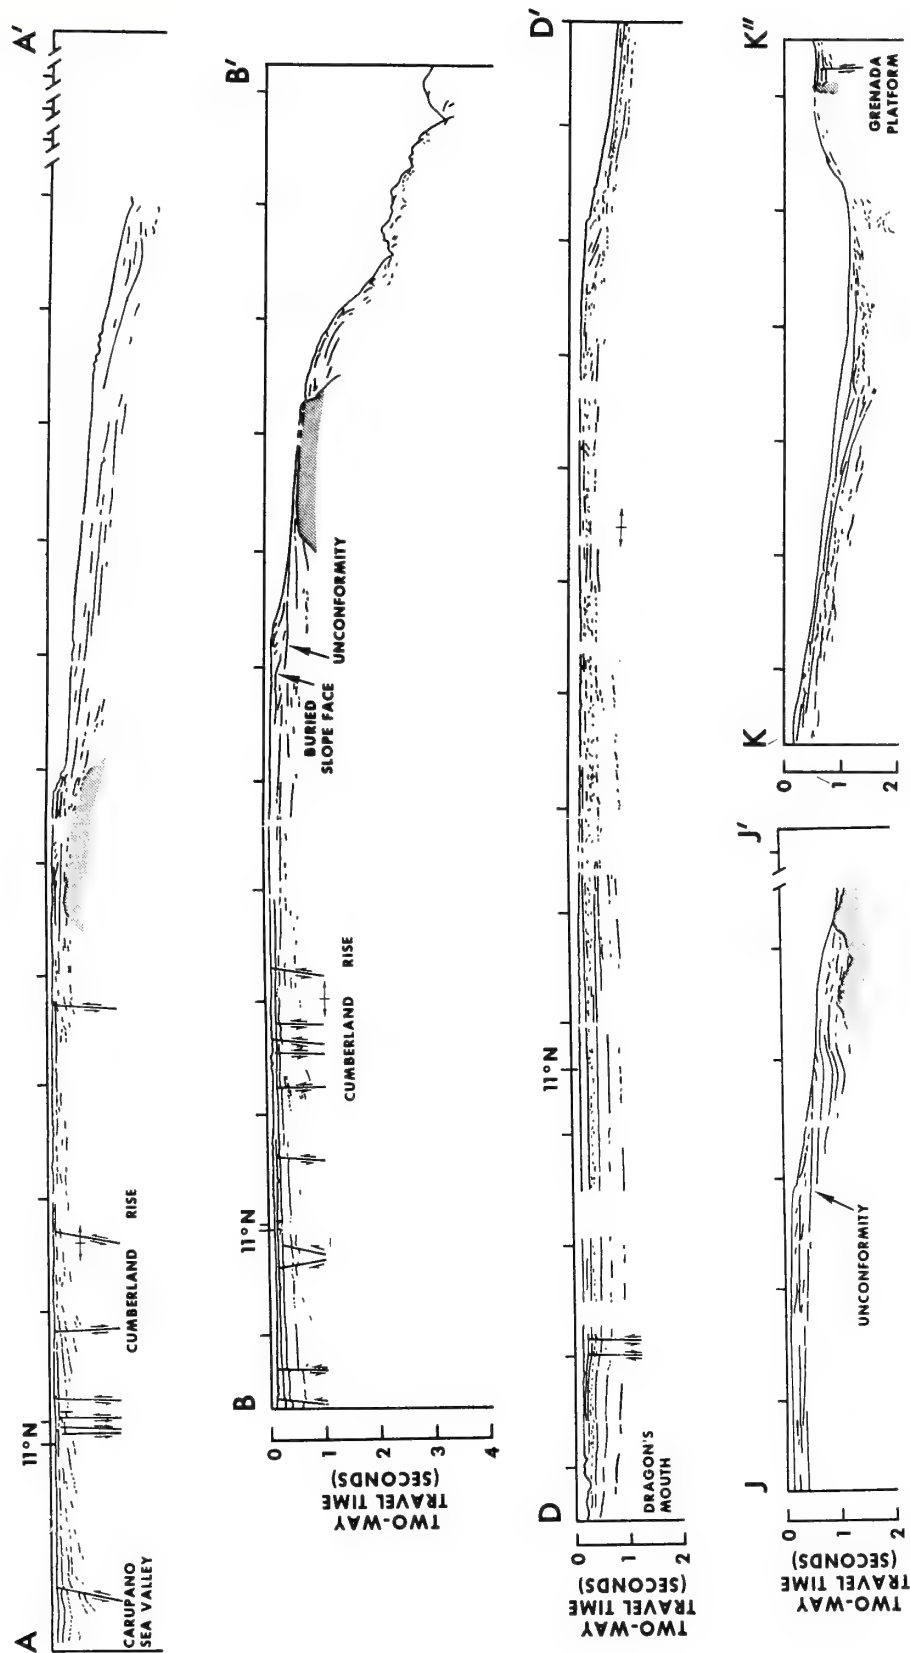 A
A'
11°N
CARUPANO
SEA VALLEY
CUMBERLAND RISE
B
B'
11°N
CUMBERLAND RISE
BURIED
SLOPE FACE
UNCONFORMITY
0
1
2
3
4
TWO-WAY
TRAVEL TIME
(SECONDS)
D
D'
11°N
DRAGON'S
MOUTH
0
1
2
TWO-WAY
TRAVEL TIME
(SECONDS)
J
J'
UNCONFORMITY
0
1
2
TWO-WAY
TRAVEL TIME
(SECONDS)
K
K"
0
1
2
GRENADA
PLATFORM